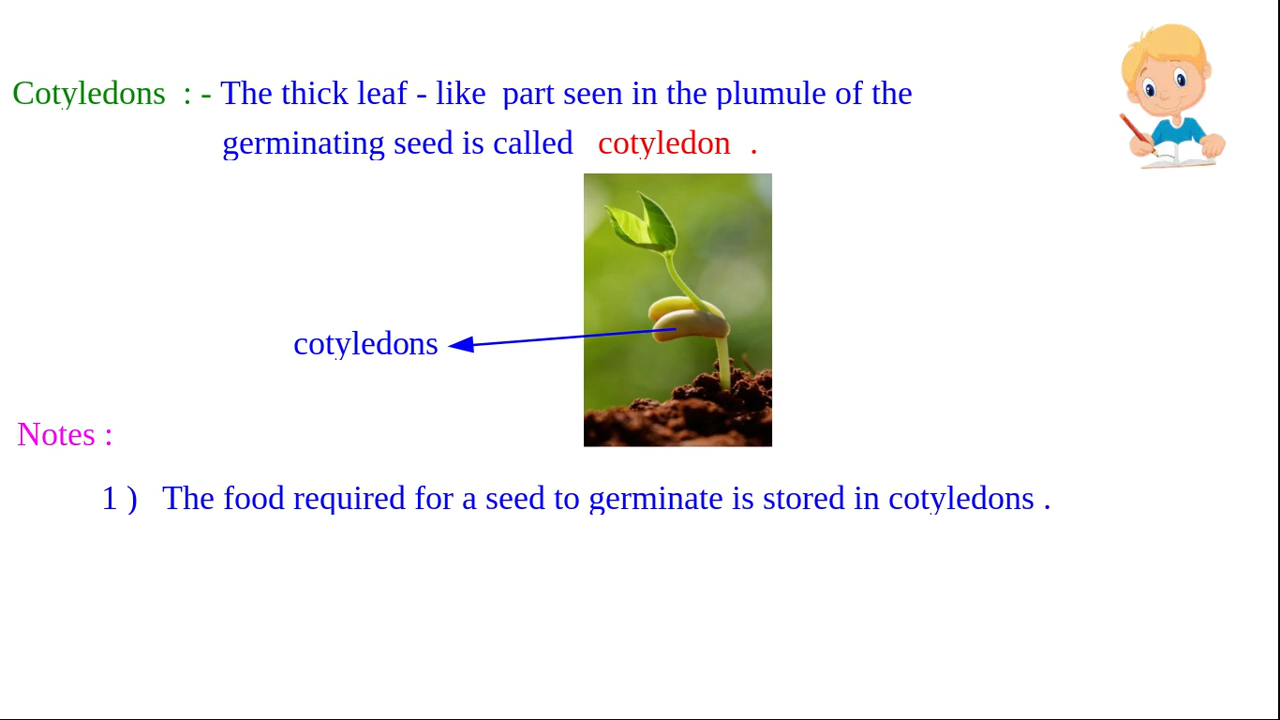 Cotyledons : - The thick leaf - like part seen in the plumule of the
germinating seed is called cotyledon .
cotyledons
Notes :
1 ) The food required for a seed to germinate is stored in cotyledons .